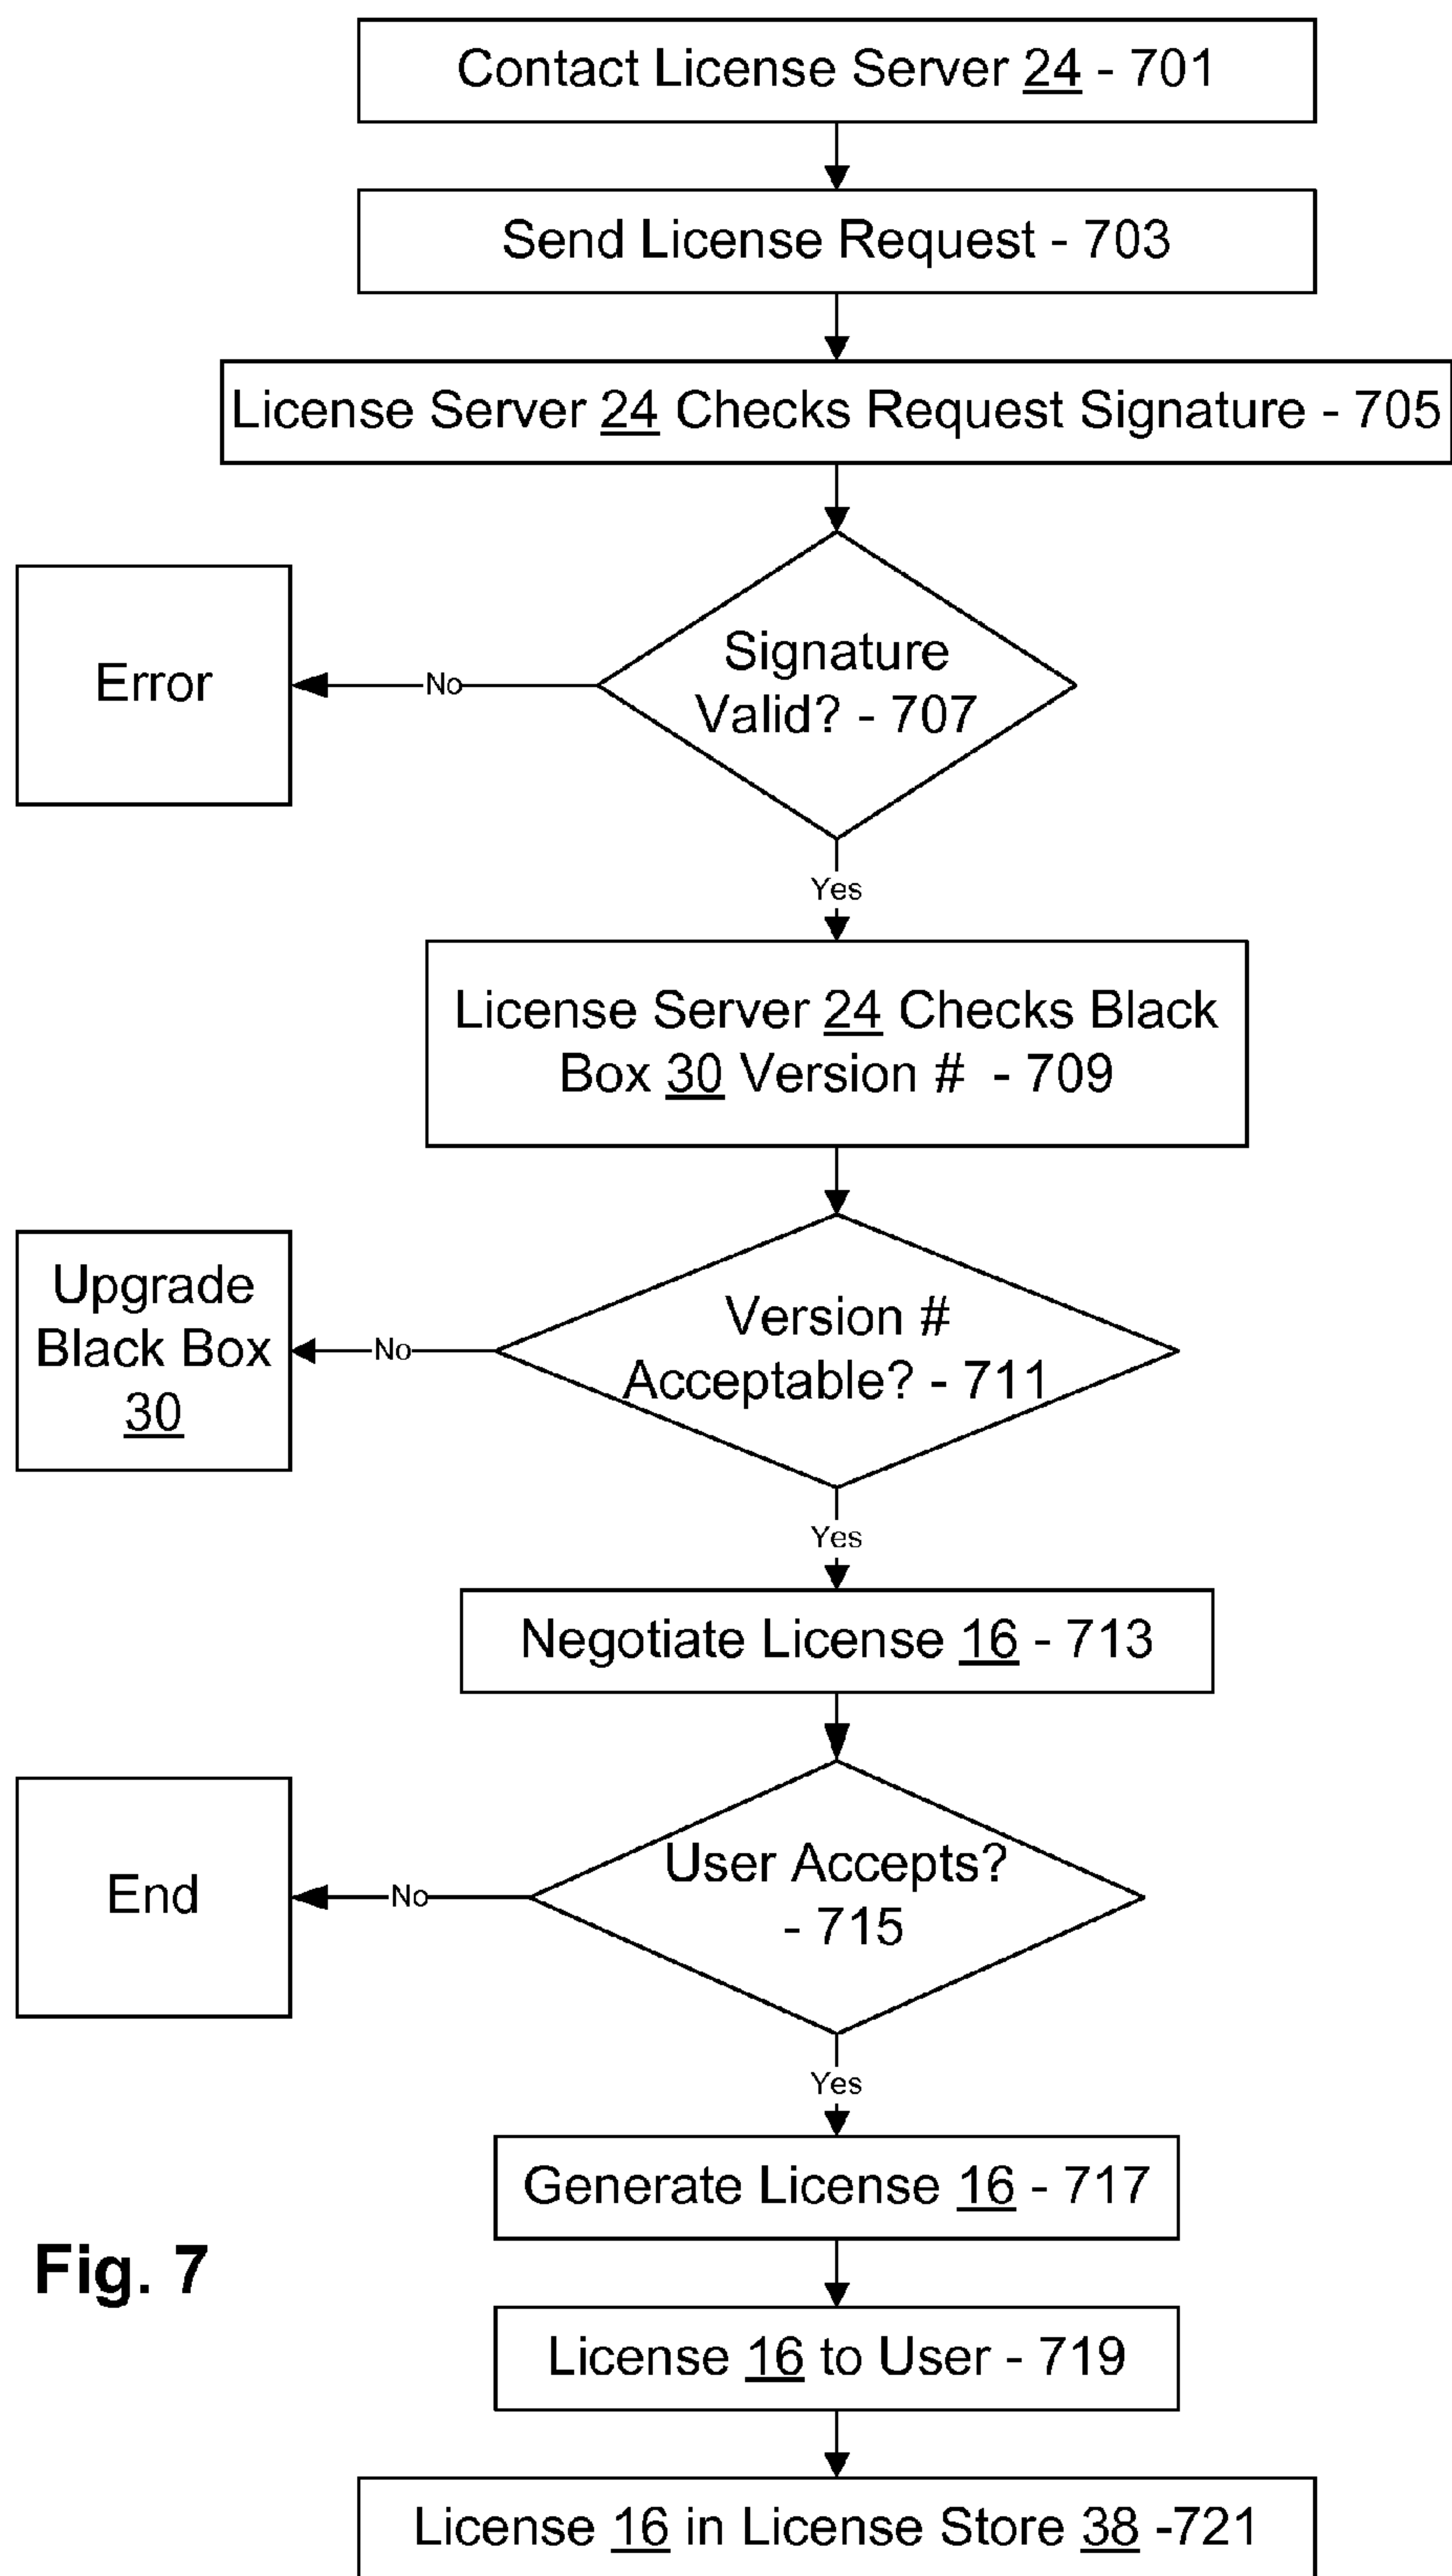 Contact License Server 24 - 701
Send License Request - 703
License Server 24 Checks Request Signature - 705
Signature
Valid? - 707
No
Error
Yes
License Server 24 Checks Black
Box 30 Version # - 709
Version #
Acceptable? - 711
No
Upgrade
Black Box
30
Yes
Negotiate License 16 - 713
User Accepts?
- 715
No
End
Yes
Generate License 16 - 717
Fig. 7
License 16 to User - 719
License 16 in License Store 38 -721